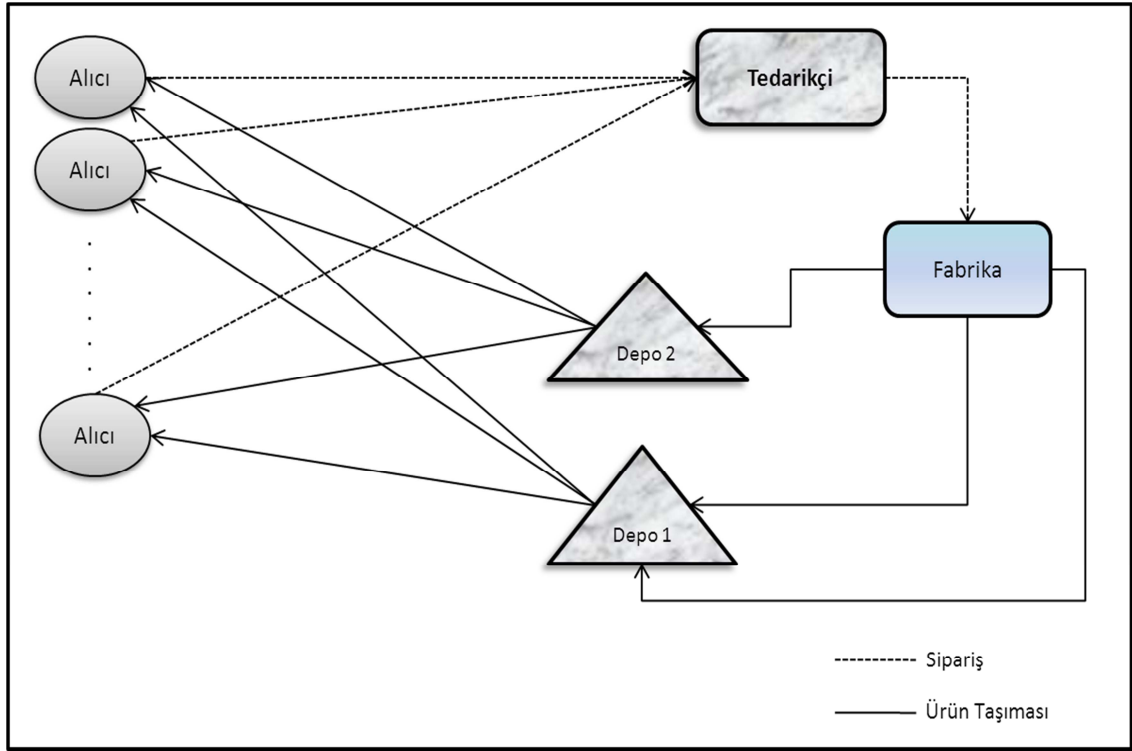 Alıcı
Tedarikçi
Alıcı
Fabrika
Depo 2
Alıcı
Depo 1
Sipariş
Ürün Taşıması